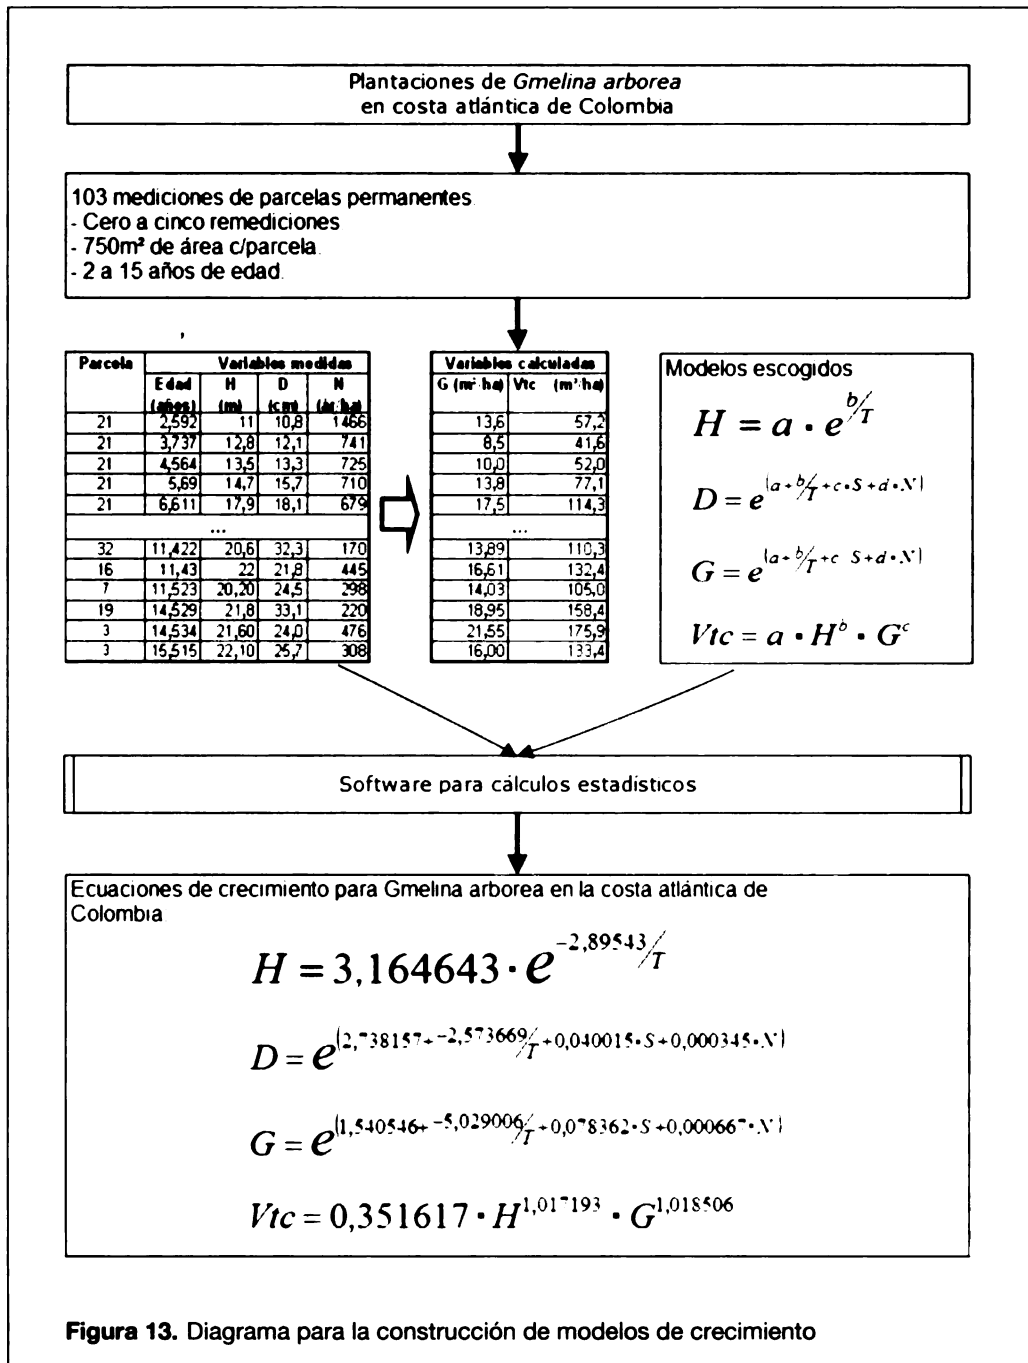 Plantaciones de Gmelina arborea
en costa atlántica de Colombia
103 mediciones de parcelas permanentes.
- Cero a cinco remediciones
- 750m² de área c/parcela.
- 2 a 15 años de edad.
Parcela Variables medidas
Edad (años) H (m) D (cm) N (ár/ha)
21 2,592 11 10,8 1466
21 3,737 12,8 12,1 741
21 4,564 13,5 13,3 725
21 5,69 14,7 15,7 710
21 6,611 17,9 18,1 679
...
32 11,422 20,6 32,3 170
16 11,43 22 21,8 445
7 11,523 20,20 24,5 298
19 14,529 21,8 33,1 220
3 14,534 21,60 24,0 476
3 15,515 22,10 25,7 308
Variables calculadas
G (m²/ha) Vtc (m³/ha)
13,6 57,2
8,5 41,6
10,0 52,0
13,8 77,1
17,5 114,3
...
13,89 110,3
16,61 132,4
14,03 105,0
18,95 158,4
21,55 175,9
16,00 133,4
Modelos escogidos
H = a · e^(b/T)
D = e^(a+b/T+c·S+d·N)
G = e^(a+b/T+c S+d·N)
Vtc = a · H^b · G^c
Software para cálculos estadísticos
Ecuaciones de crecimiento para Gmelina arborea en la costa atlántica de
Colombia
H = 3,164643 · e^(-2,89543/T)
D = e^(2,738157+-2,573669/T+0,040015·S+0,000345·N)
G = e^(1,540546+-5,029006/T+0,078362·S+0,000667·N)
Vtc = 0,351617 · H^1,017193 · G^1,018506
Figura 13. Diagrama para la construcción de modelos de crecimiento